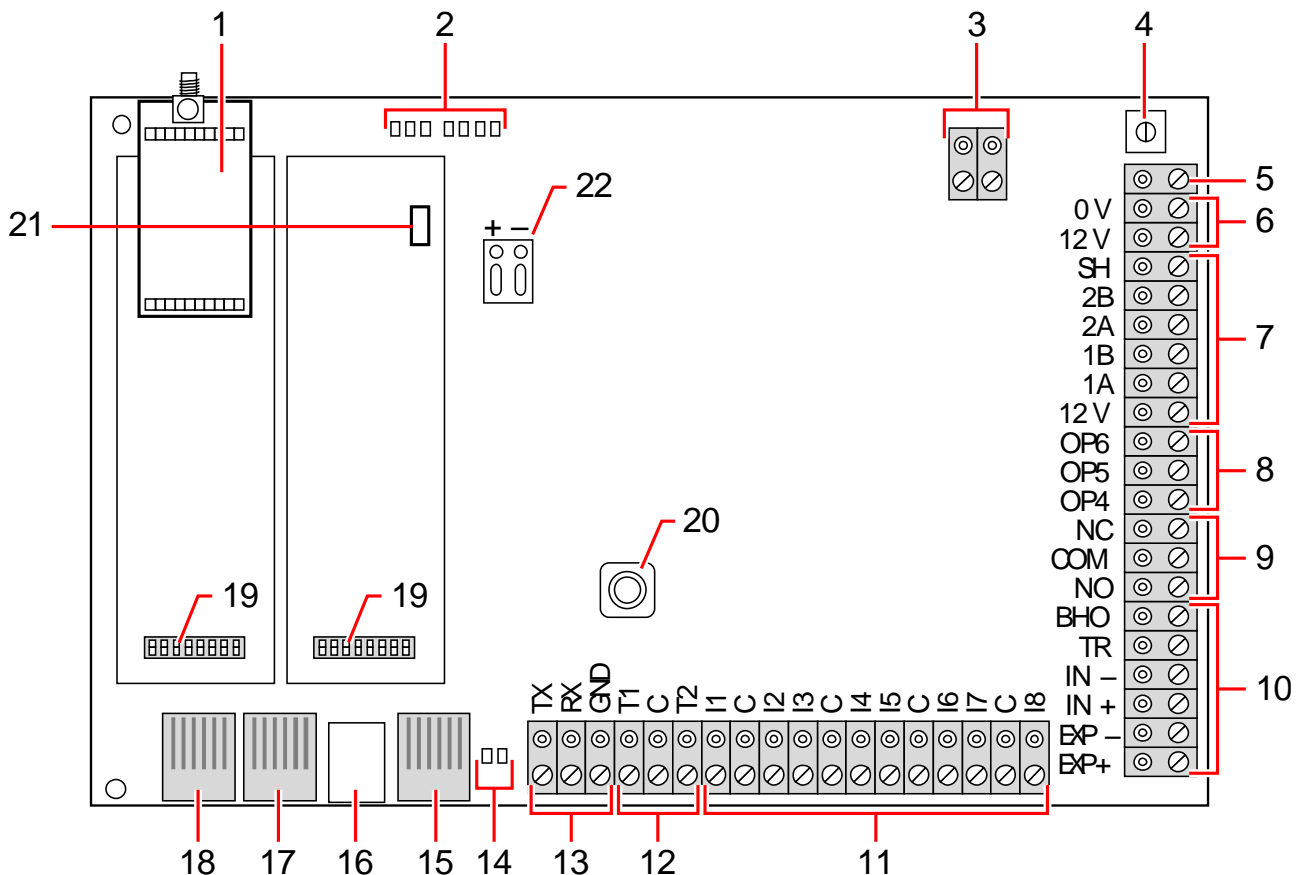 1
2
3
4
5
0 V
6
12 V
SH
2B
2A
7
1B
1A
12 V
OP6
OP5
8
OP4
NC
COM
9
NO
BHO
TR
IN –
10
IN +
EXP –
EXP+
22
+ –
21
20
19
19
TX
RX
GND
T1
C
T2
I1
C
I2
I3
C
I4
I5
C
I6
I7
C
I8
18
17
16
15
14
13
12
11